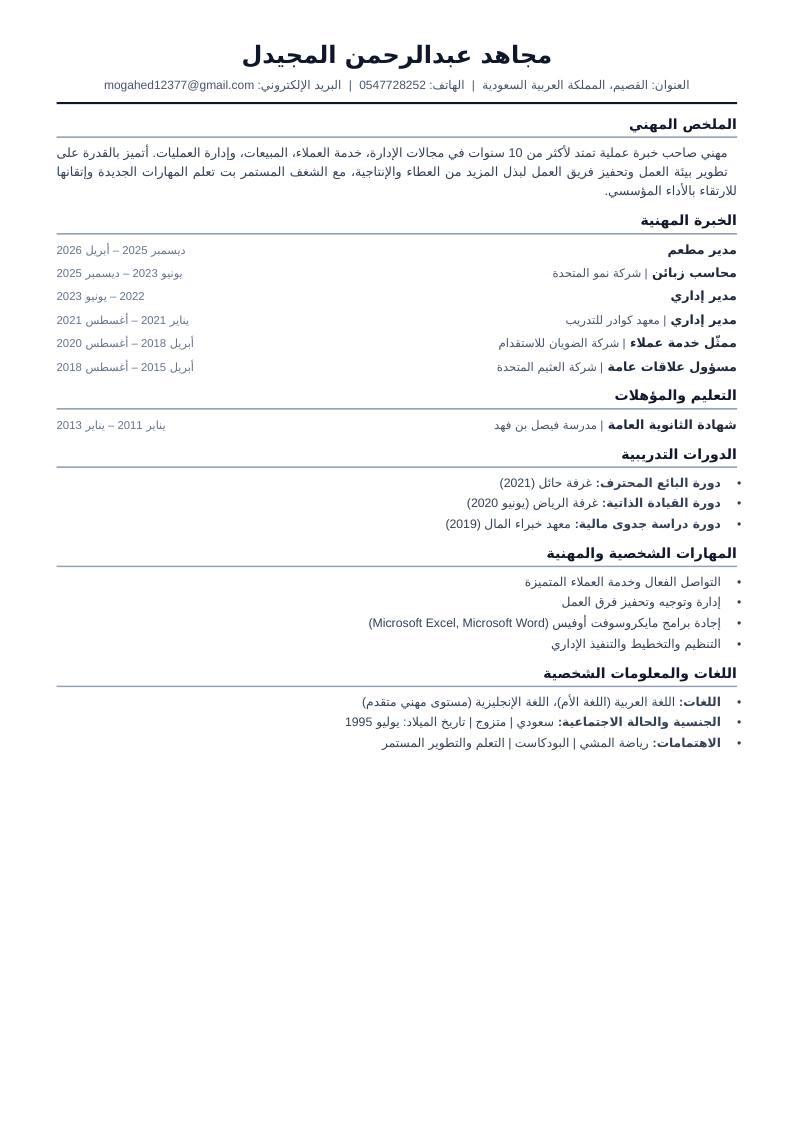 مجاهد عبدالرحمن المجيدل
العنوان: القصيم، المملكة العربية السعودية | الهاتف: 0547728252 | البريد الإلكتروني: mogahed12377@gmail.com
الملخص المهني
مهني صاحب خبرة عملية تمتد لأكثر من 10 سنوات في مجالات الإدارة، خدمة العملاء، المبيعات، وإدارة العمليات. أتميز بالقدرة على
تطوير بيئة العمل وتحفيز فريق العمل لبذل المزيد من العطاء والإنتاجية، مع الشغف المستمر بت تعلم المهارات الجديدة وإتقانها
للارتقاء بالأداء المؤسسي.
الخبرة المهنية
مدير مطعم ديسمبر 2025 – أبريل 2026
محاسب زبائن | شركة نمو المتحدة يونيو 2023 – ديسمبر 2025
مدير إداري 2022 – يونيو 2023
مدير إداري | معهد كوادر للتدريب يناير 2021 – أغسطس 2021
ممثّل خدمة عملاء | شركة الضويان للاستقدام أبريل 2018 – أغسطس 2020
مسؤول علاقات عامة | شركة العثيم المتحدة أبريل 2015 – أغسطس 2018
التعليم والمؤهلات
شهادة الثانوية العامة | مدرسة فيصل بن فهد يناير 2011 – يناير 2013
الدورات التدريبية
• دورة البائع المحترف: غرفة حائل (2021)
• دورة القيادة الذاتية: غرفة الرياض (يونيو 2020)
• دورة دراسة جدوى مالية: معهد خبراء المال (2019)
المهارات الشخصية والمهنية
• التواصل الفعال وخدمة العملاء المتميزة
• إدارة وتوجيه وتحفيز فرق العمل
• إجادة برامج مايكروسوفت أوفيس (Microsoft Excel, Microsoft Word)
• التنظيم والتخطيط والتنفيذ الإداري
اللغات والمعلومات الشخصية
• اللغات: اللغة العربية (اللغة الأم)، اللغة الإنجليزية (مستوى مهني متقدم)
• الجنسية والحالة الاجتماعية: سعودي | متزوج | تاريخ الميلاد: يوليو 1995
• الاهتمامات: رياضة المشي | البودكاست | التعلم والتطوير المستمر